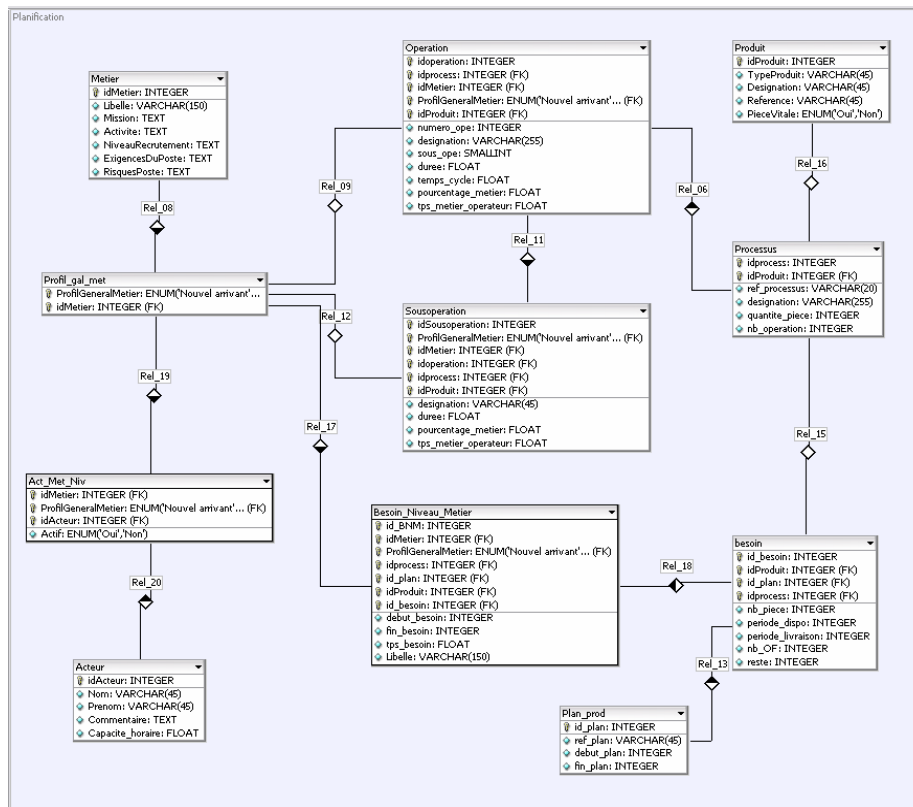 Planification
Operation
idoperation: INTEGER
idprocess: INTEGER (FK)
idMetier: INTEGER (FK)
ProfilGeneralMetier: ENUM('Nouvel arrivant'... (FK)
idProduit: INTEGER (FK)
numero_ope: INTEGER
designation: VARCHAR(255)
sous_ope: SMALLINT
duree: FLOAT
temps_cycle: FLOAT
pourcentage_metier: FLOAT
tps_metier_operateur: FLOAT
Produit
idProduit: INTEGER
TypeProduit: VARCHAR(45)
Designation: VARCHAR(45)
Reference: VARCHAR(45)
PieceVitale: ENUM('Oui','Non')
Metier
idMetier: INTEGER
Libelle: VARCHAR(150)
Mission: TEXT
Activite: TEXT
NiveauRecrutement: TEXT
ExigencesDuPoste: TEXT
RisquesPoste: TEXT
Rel_16
Rel_09
Rel_06
Rel_08
Rel_11
Processus
idprocess: INTEGER
idProduit: INTEGER (FK)
ref_processus: VARCHAR(20)
designation: VARCHAR(255)
quantite_piece: INTEGER
nb_operation: INTEGER
Profil_gal_met
ProfilGeneralMetier: ENUM('Nouvel arrivant'...
idMetier: INTEGER (FK)
Rel_12
Sousoperation
idSousoperation: INTEGER
ProfilGeneralMetier: ENUM('Nouvel arrivant'... (FK)
idMetier: INTEGER (FK)
idoperation: INTEGER (FK)
idprocess: INTEGER (FK)
idProduit: INTEGER (FK)
designation: VARCHAR(45)
duree: FLOAT
pourcentage_metier: FLOAT
tps_metier_operateur: FLOAT
Rel_19
Rel_17
Rel_15
Act_Met_Niv
idMetier: INTEGER (FK)
ProfilGeneralMetier: ENUM('Nouvel arrivant'... (FK)
idActeur: INTEGER (FK)
Actif: ENUM('Oui','Non')
Besoin_Niveau_Metier
id_BNM: INTEGER
idMetier: INTEGER (FK)
ProfilGeneralMetier: ENUM('Nouvel arrivant'... (FK)
idprocess: INTEGER (FK)
id_plan: INTEGER (FK)
idProduit: INTEGER (FK)
id_besoin: INTEGER (FK)
debut_besoin: INTEGER
fin_besoin: INTEGER
tps_besoin: FLOAT
Libelle: VARCHAR(150)
Rel_18
besoin
id_besoin: INTEGER
idProduit: INTEGER (FK)
id_plan: INTEGER (FK)
idprocess: INTEGER (FK)
nb_piece: INTEGER
periode_dispo: INTEGER
periode_livraison: INTEGER
nb_OF: INTEGER
reste: INTEGER
Rel_20
Rel_13
Acteur
idActeur: INTEGER
Nom: VARCHAR(45)
Prenom: VARCHAR(45)
Commentaire: TEXT
Capacite_horaire: FLOAT
Plan_prod
id_plan: INTEGER
ref_plan: VARCHAR(45)
debut_plan: INTEGER
fin_plan: INTEGER